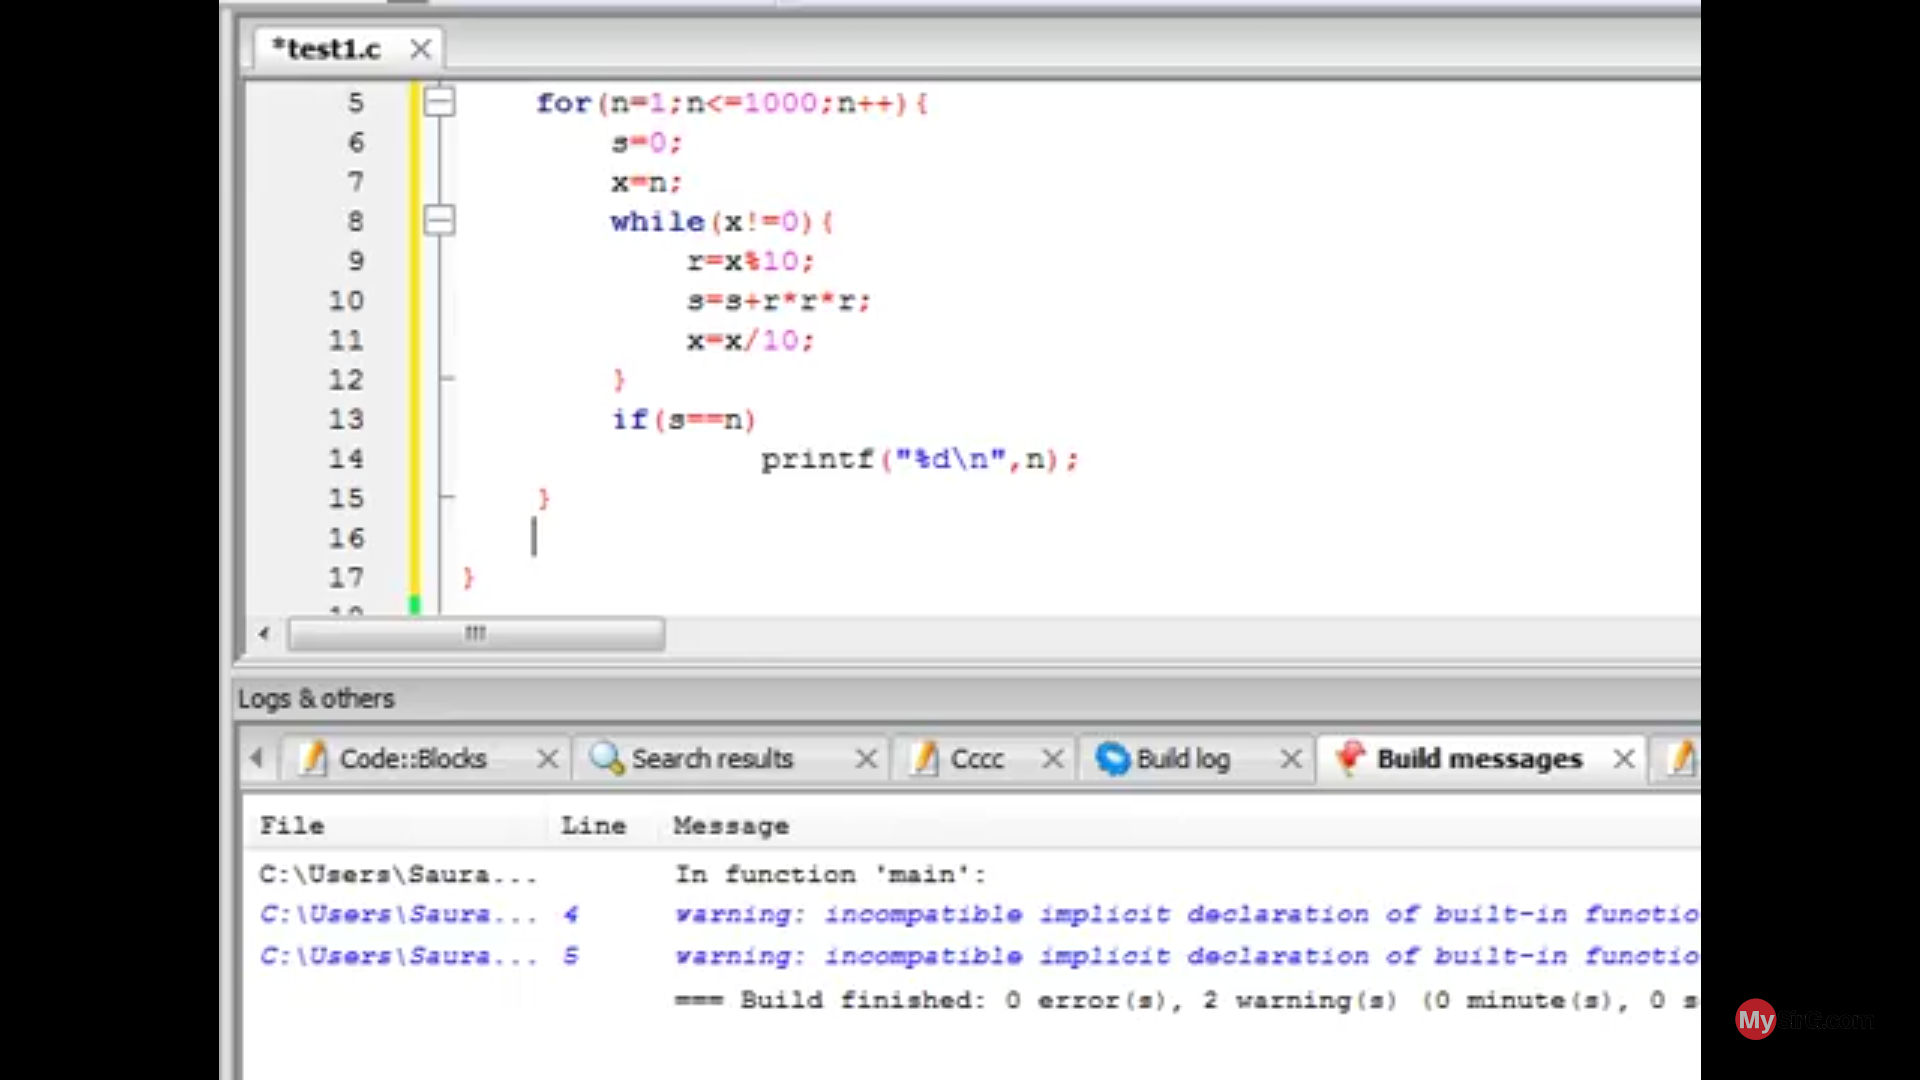 *test1.c
5 for(n=1;n<=1000;n++){
6 s=0;
7 x=n;
8 while(x!=0){
9 r=x%10;
10 s=s+r*r*r;
11 x=x/10;
12 }
13 if(s==n)
14 printf("%d\n",n);
15 }
16
17 }
Logs & others
Code::Blocks Search results Cccc Build log Build messages
File Line Message
C:\Users\Saura... In function 'main':
C:\Users\Saura... 4 warning: incompatible implicit declaration of built-in functio
C:\Users\Saura... 5 warning: incompatible implicit declaration of built-in functio
=== Build finished: 0 error(s), 2 warning(s) (0 minute(s), 0 s
MySirG.com